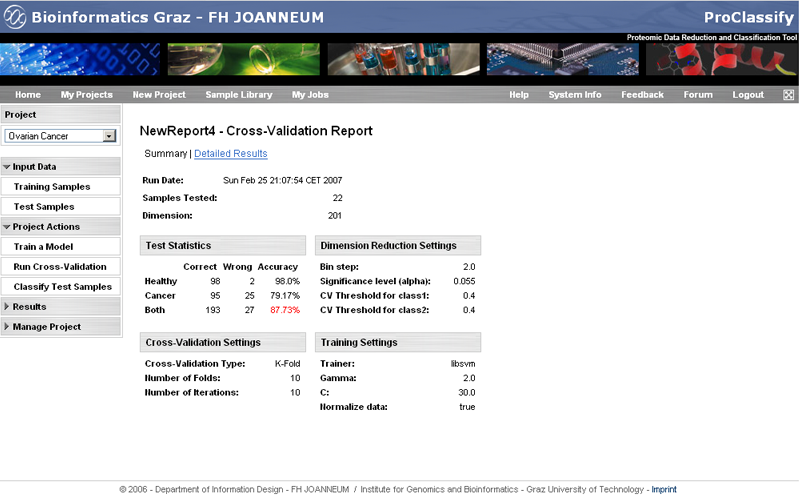 Bioinformatics Graz - FH JOANNEUM
ProClassify
Proteomic Data Reduction and Classification Tool
Home My Projects New Project Sample Library My Jobs Help System Info Feedback Forum Logout
Project
Ovarian Cancer
Input Data
Training Samples
Test Samples
Project Actions
Train a Model
Run Cross-Validation
Classify Test Samples
Results
Manage Project
NewReport4 - Cross-Validation Report
Summary | Detailed Results
Run Date: Sun Feb 25 21:07:54 CET 2007
Samples Tested: 22
Dimension: 201
Test Statistics
Correct Wrong Accuracy
Healthy 98 2 98.0%
Cancer 95 25 79.17%
Both 193 27 87.73%
Dimension Reduction Settings
Bin step: 2.0
Significance level (alpha): 0.055
CV Threshold for class1: 0.4
CV Threshold for class2: 0.4
Cross-Validation Settings
Cross-Validation Type: K-Fold
Number of Folds: 10
Number of Iterations: 10
Training Settings
Trainer: libsvm
Gamma: 2.0
C: 30.0
Normalize data: true
© 2006 - Department of Information Design - FH JOANNEUM / Institute for Genomics and Bioinformatics - Graz University of Technology - Imprint